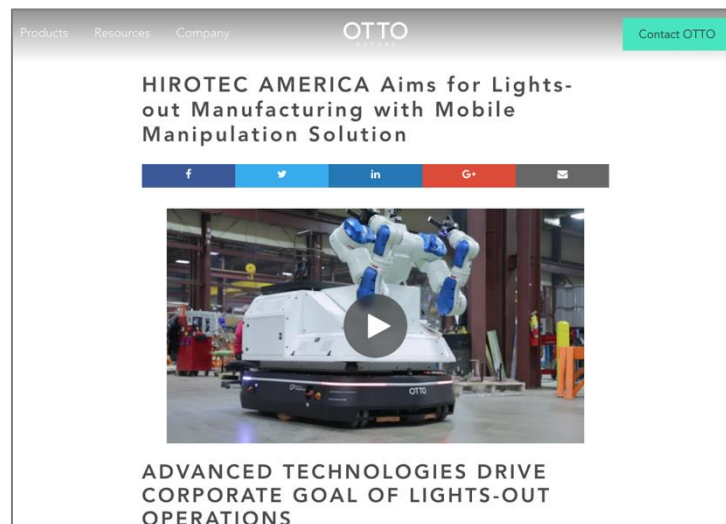 Products Resources Company OTTO Contact OTTO
HIROTEC AMERICA Aims for Lights-
out Manufacturing with Mobile
Manipulation Solution
f in G+
OTTO
ADVANCED TECHNOLOGIES DRIVE
CORPORATE GOAL OF LIGHTS-OUT
OPERATIONS